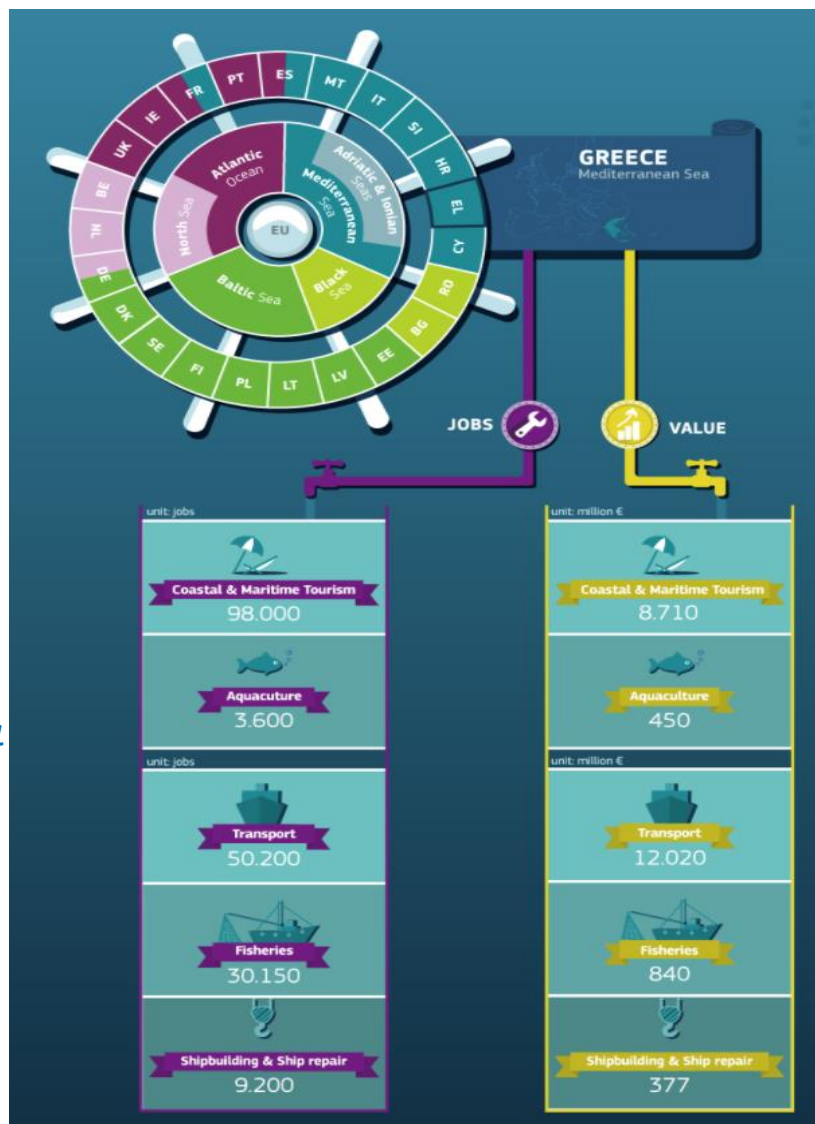 FR
PT
ES
MT
IT
SI
HR
EL
CY
RO
BG
EE
LV
LT
PL
FI
SE
DK
DE
NL
BE
UK
IE
Atlantic
Ocean
Adriatic & Ionian
Seas
Mediterranean
Sea
North Sea
EU
Baltic Sea
Black
Sea
GREECE
Mediterranean Sea
JOBS
VALUE
unit: jobs
Coastal & Maritime Tourism
98.000
Aquacuture
3.600
unit: jobs
Transport
50.200
Fisheries
30.150
Shipbuilding & Ship repair
9.200
unit: million €
Coastal & Maritime Tourism
8.710
Aquaculture
450
unit: million €
Transport
12.020
Fisheries
840
Shipbuilding & Ship repair
377